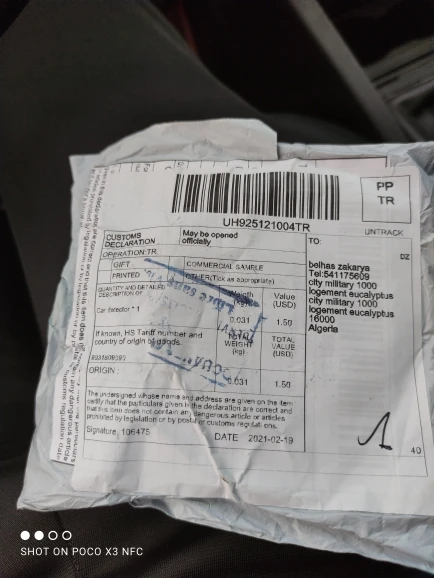 PP
TR
UH925121004TR
UNTRACK
CUSTOMS
DECLARATION
May be opened
officially
TO:
DZ
OPERATION:TR
GIFT
COMMERCIAL SAMPLE
PRINTED
OTHER(Tick as appropriate)
belhas zakarya
Tel:541175609
city military 1000
logement eucalyptus
city military 1000
logement eucalyptus
16000
Algeria
QUANTITY AND DETAILED
DESCRIPTION OF
(kg)
Value
(USD)
* 1
0.031
1.50
If known, HS Tariff number and
country of origin of goods.
WEIGHT
(kg)
TOTAL
VALUE
(USD)
0.031
1.50
ORIGIN :
The undersigned whose name and address are given on the item
certify that the particulars given in the declaration are correct and
that this item does not contain any dangerous article or articles
prohibited by legislation or by postal or customs regulations.
Signature: 106475
DATE 2021-02-19
1
40
SHOT ON POCO X3 NFC